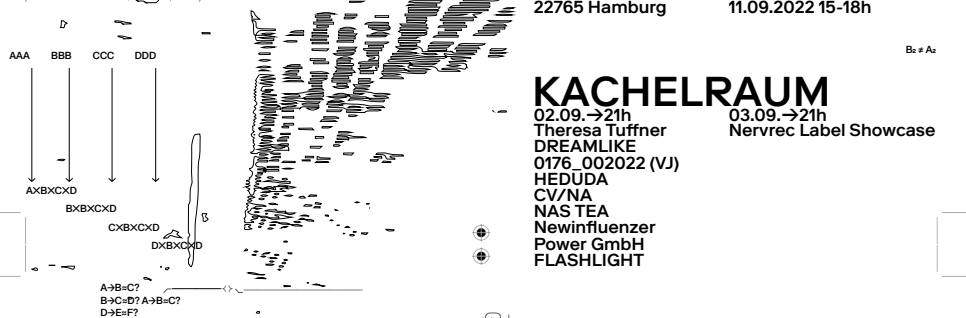 22765 Hamburg
11.09.2022 15-18h
B₂ ≠ A₂
AAA BBB CCC DDD
A×B×C×D
B×B×C×D
C×B×C×D
D×B×C×D
A→B=C?
B→C=D? A→B=C?
D→E=F?
KACHELRAUM
02.09.→21h
Theresa Tuffner
DREAMLIKE
0176_002022 (VJ)
HEDUDA
CV/NA
NAS TEA
Newinfluenzer
Power GmbH
FLASHLIGHT
03.09.→21h
Nervrec Label Showcase